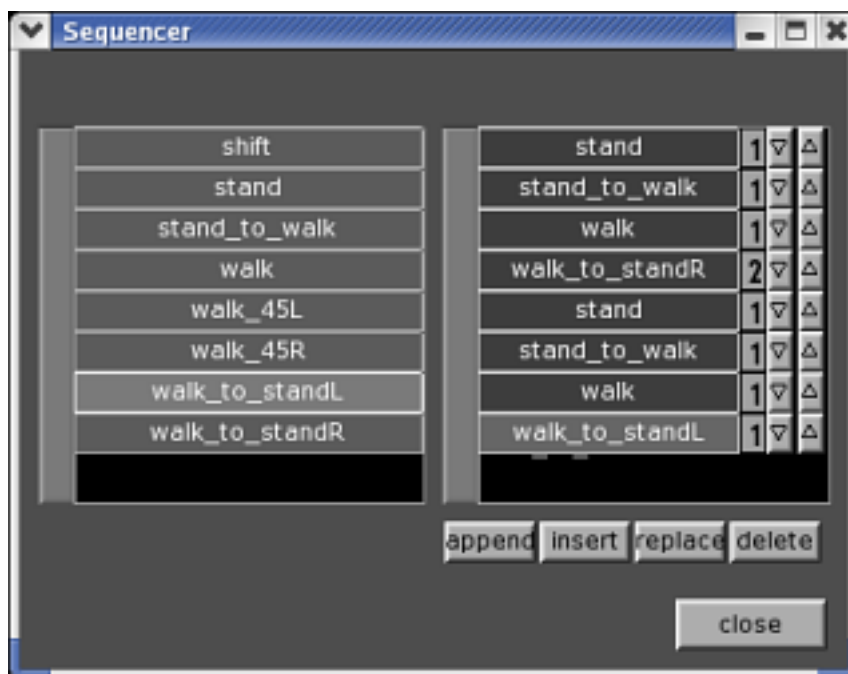 Sequencer
shift
stand
stand_to_walk
walk
walk_45L
walk_45R
walk_to_standL
walk_to_standR
stand 1
stand_to_walk 1
walk 1
walk_to_standR 2
stand 1
stand_to_walk 1
walk 1
walk_to_standL 1
append insert replace delete
close